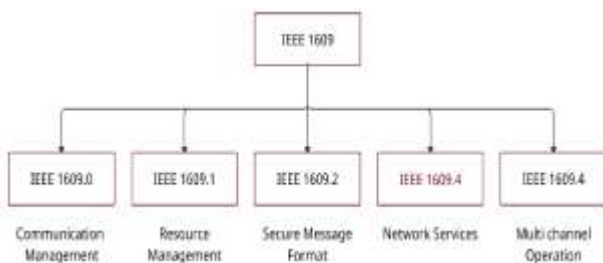 IEEE 1609
IEEE 1609.0
IEEE 1609.1
IEEE 1609.2
IEEE 1609.4
IEEE 1609.4
Communication
Management
Resource
Management
Secure Message
Format
Network Services
Multi channel
Operation